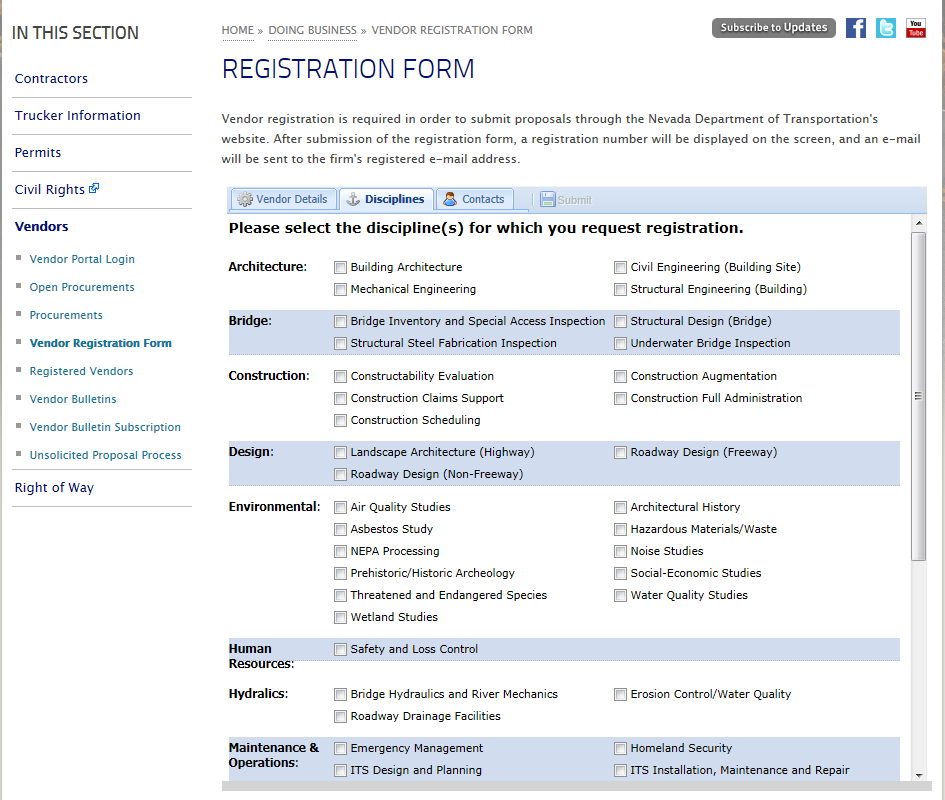 IN THIS SECTION
Contractors
Trucker Information
Permits
Civil Rights
Vendors
Vendor Portal Login
Open Procurements
Procurements
Vendor Registration Form
Registered Vendors
Vendor Bulletins
Vendor Bulletin Subscription
Unsolicited Proposal Process
Right of Way
HOME » DOING BUSINESS » VENDOR REGISTRATION FORM
Subscribe to Updates
You
Tube
REGISTRATION FORM
Vendor registration is required in order to submit proposals through the Nevada Department of Transportation's
website. After submission of the registration form, a registration number will be displayed on the screen, and an e-mail
will be sent to the firm's registered e-mail address.
Vendor Details Disciplines Contacts Submit
Please select the discipline(s) for which you request registration.
Architecture: Building Architecture Civil Engineering (Building Site)
Mechanical Engineering Structural Engineering (Building)
Bridge: Bridge Inventory and Special Access Inspection Structural Design (Bridge)
Structural Steel Fabrication Inspection Underwater Bridge Inspection
Construction: Constructability Evaluation Construction Augmentation
Construction Claims Support Construction Full Administration
Construction Scheduling
Design: Landscape Architecture (Highway) Roadway Design (Freeway)
Roadway Design (Non-Freeway)
Environmental: Air Quality Studies Architectural History
Asbestos Study Hazardous Materials/Waste
NEPA Processing Noise Studies
Prehistoric/Historic Archeology Social-Economic Studies
Threatened and Endangered Species Water Quality Studies
Wetland Studies
Human Safety and Loss Control
Resources:
Hydralics: Bridge Hydraulics and River Mechanics Erosion Control/Water Quality
Roadway Drainage Facilities
Maintenance & Emergency Management Homeland Security
Operations: ITS Design and Planning ITS Installation, Maintenance and Repair